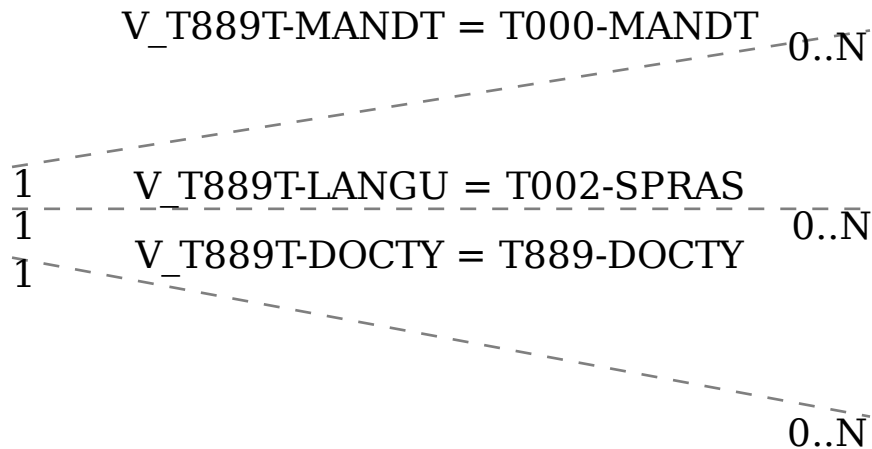 V_T889T-MANDT = T000-MANDT
0..N
1
V_T889T-LANGU = T002-SPRAS
1
0..N
V_T889T-DOCTY = T889-DOCTY
1
0..N